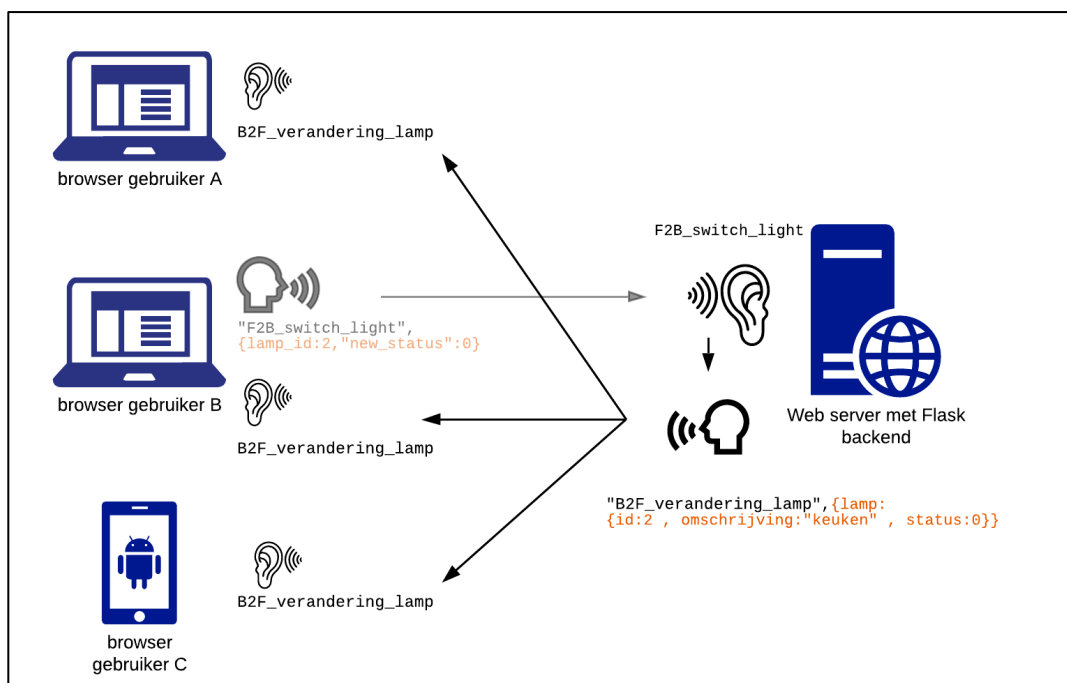 B2F_verandering_lamp
browser gebruiker A
F2B_switch_light
"F2B_switch_light",
{lamp_id:2,"new_status":0}
browser gebruiker B
B2F_verandering_lamp
Web server met Flask
backend
"B2F_verandering_lamp",{lamp:
{id:2 , omschrijving:"keuken" , status:0}}
B2F_verandering_lamp
browser
gebruiker C